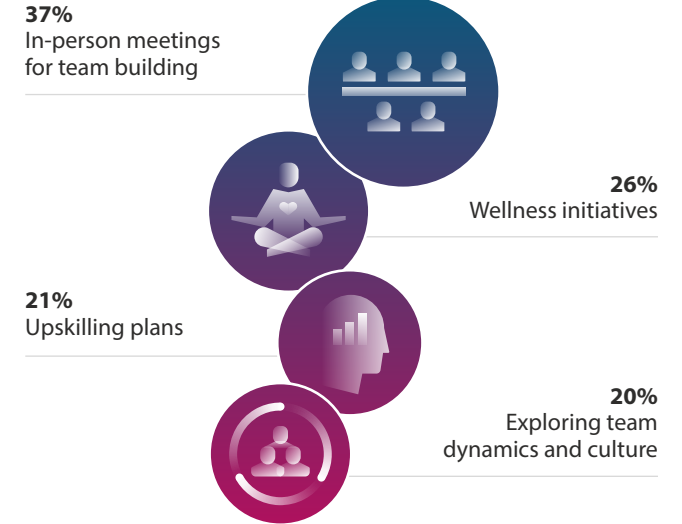 37%
In-person meetings
for team building
26%
Wellness initiatives
21%
Upskilling plans
20%
Exploring team
dynamics and culture